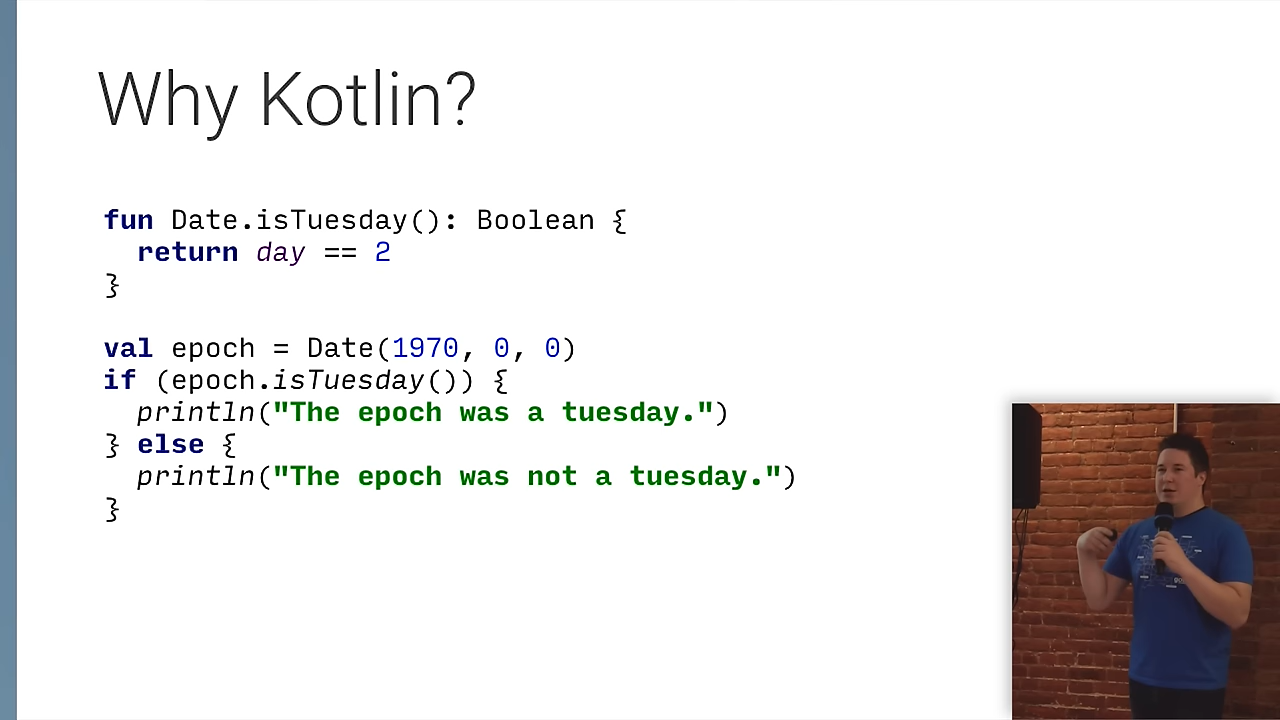 Why Kotlin?
fun Date.isTuesday(): Boolean {
  return day == 2
}
val epoch = Date(1970, 0, 0)
if (epoch.isTuesday()) {
  println("The epoch was a tuesday.")
} else {
  println("The epoch was not a tuesday.")
}